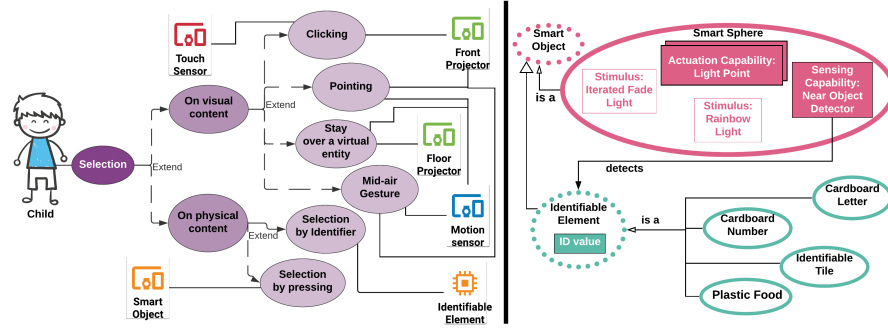 Clicking
Touch
Sensor
Front
Projector
Pointing
On visual
content
Extend
Stay
over a virtual
entity
Floor
Projector
Selection
Extend
Mid-air
Gesture
Child
On physical
content
Extend
Selection
by Identifier
Motion
sensor
Selection
by pressing
Smart
Object
Identifiable
Element
Smart
Object
Smart Sphere
Actuation Capability:
Light Point
Stimulus:
Iterated Fade
Light
Sensing
Capability:
Near Object
Detector
is a
Stimulus:
Rainbow
Light
detects
Identifiable
Element
ID value
is a
Cardboard
Letter
Cardboard
Number
Identifiable
Tile
Plastic Food